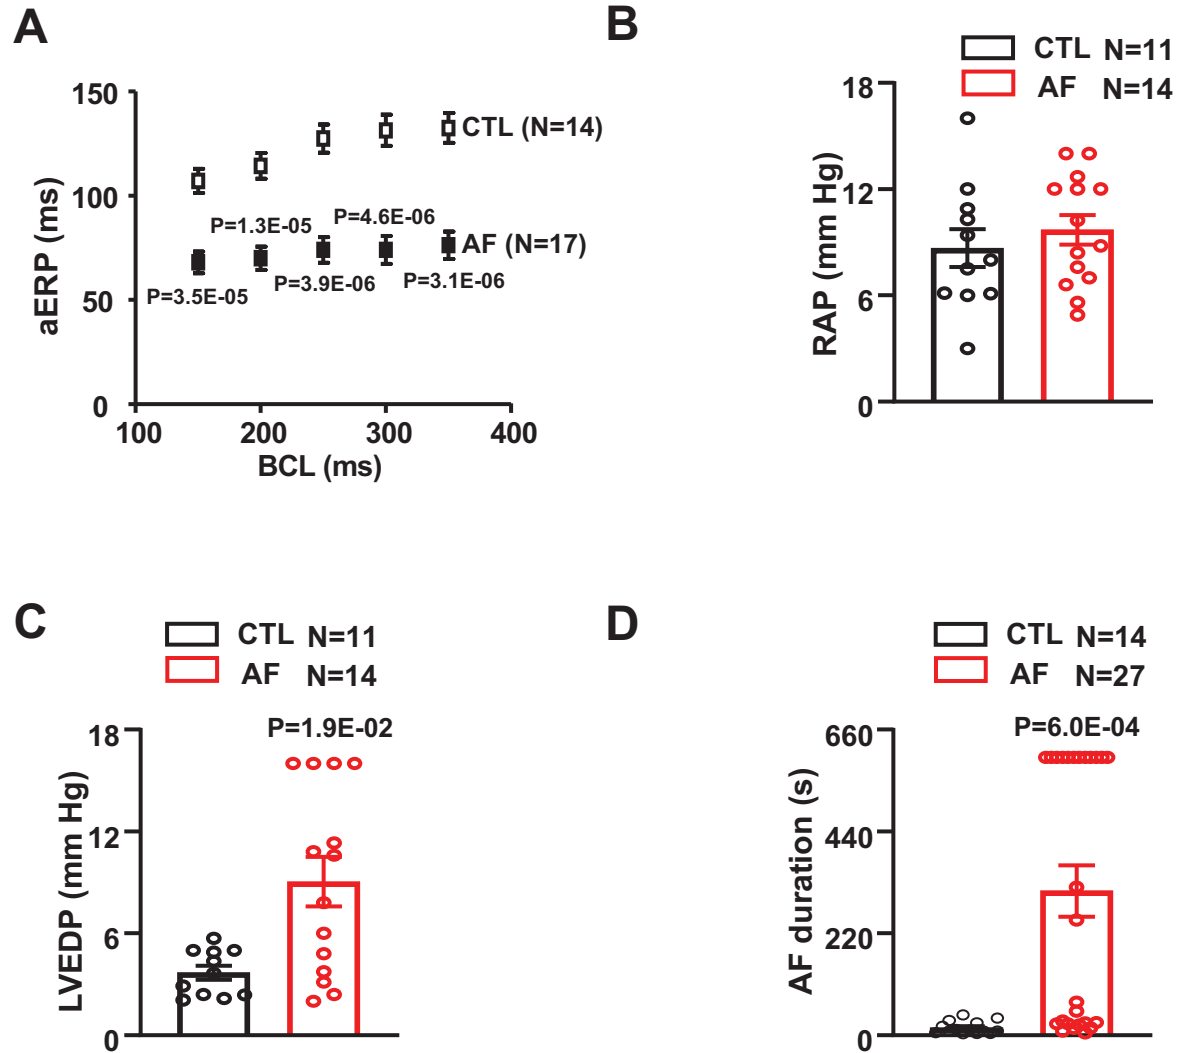 A
150
100
50
0
aERP (ms)
CTL (N=14)
P=1.3E-05
P=4.6E-06
AF (N=17)
P=3.5E-05
P=3.9E-06
P=3.1E-06
100
200
300
400
BCL (ms)
B
CTL N=11
AF N=14
18
12
6
0
RAP (mm Hg)
C
CTL N=11
AF N=14
P=1.9E-02
18
12
6
0
LVEDP (mm Hg)
D
CTL N=14
AF N=27
P=6.0E-04
660
440
220
0
AF duration (s)